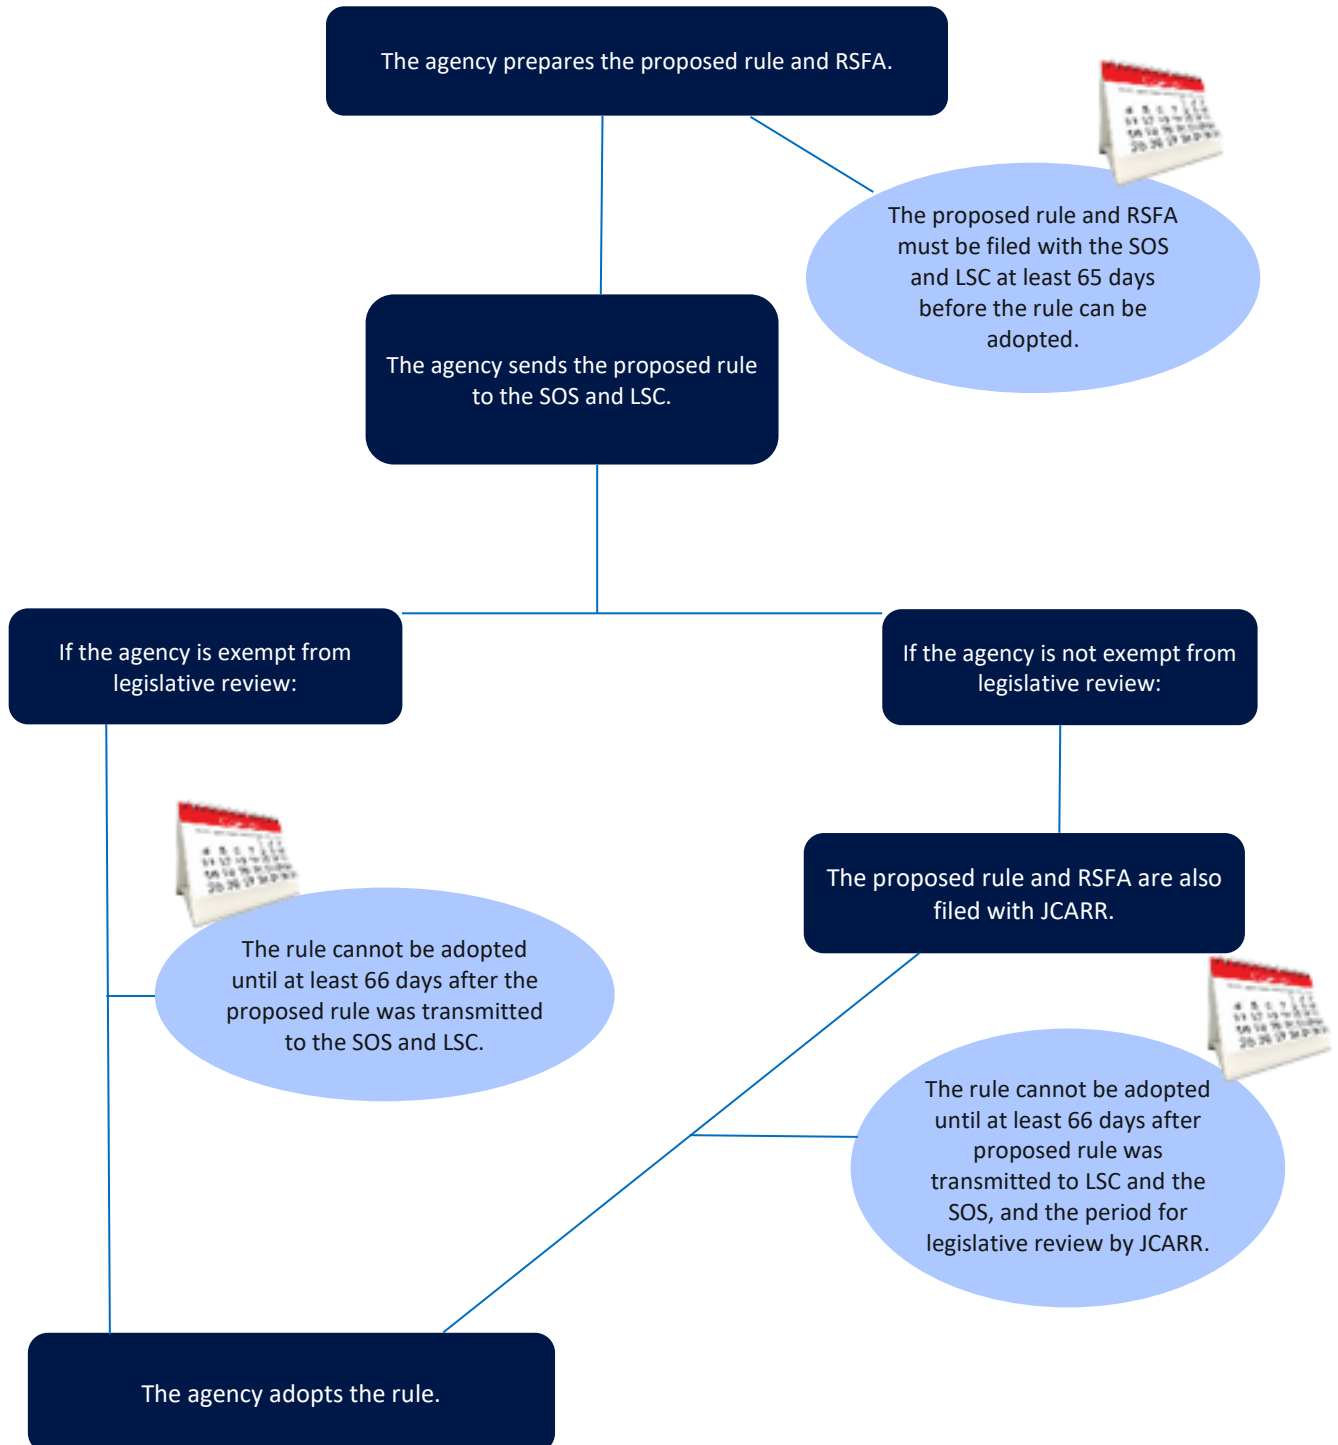 The agency prepares the proposed rule and RSFA.
The proposed rule and RSFA
must be filed with the SOS
and LSC at least 65 days
before the rule can be
adopted.
The agency sends the proposed rule
to the SOS and LSC.
If the agency is exempt from
legislative review:
If the agency is not exempt from
legislative review:
The proposed rule and RSFA are also
filed with JCARR.
The rule cannot be adopted
until at least 66 days after the
proposed rule was transmitted
to the SOS and LSC.
The rule cannot be adopted
until at least 66 days after
proposed rule was
transmitted to LSC and the
SOS, and the period for
legislative review by JCARR.
The agency adopts the rule.